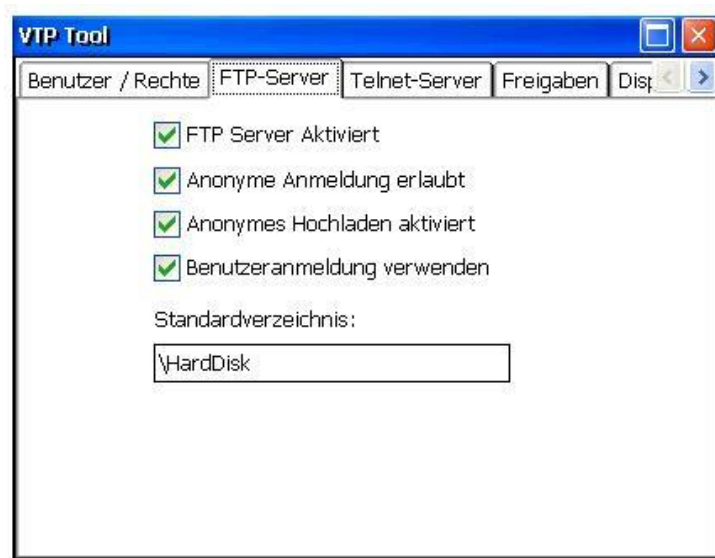 VTP Tool
Benutzer / Rechte FTP-Server Telnet-Server Freigaben
FTP Server Aktiviert
Anonyme Anmeldung erlaubt
Anonymes Hochladen aktiviert
Benutzeranmeldung verwenden
Standardverzeichnis:
\HardDisk